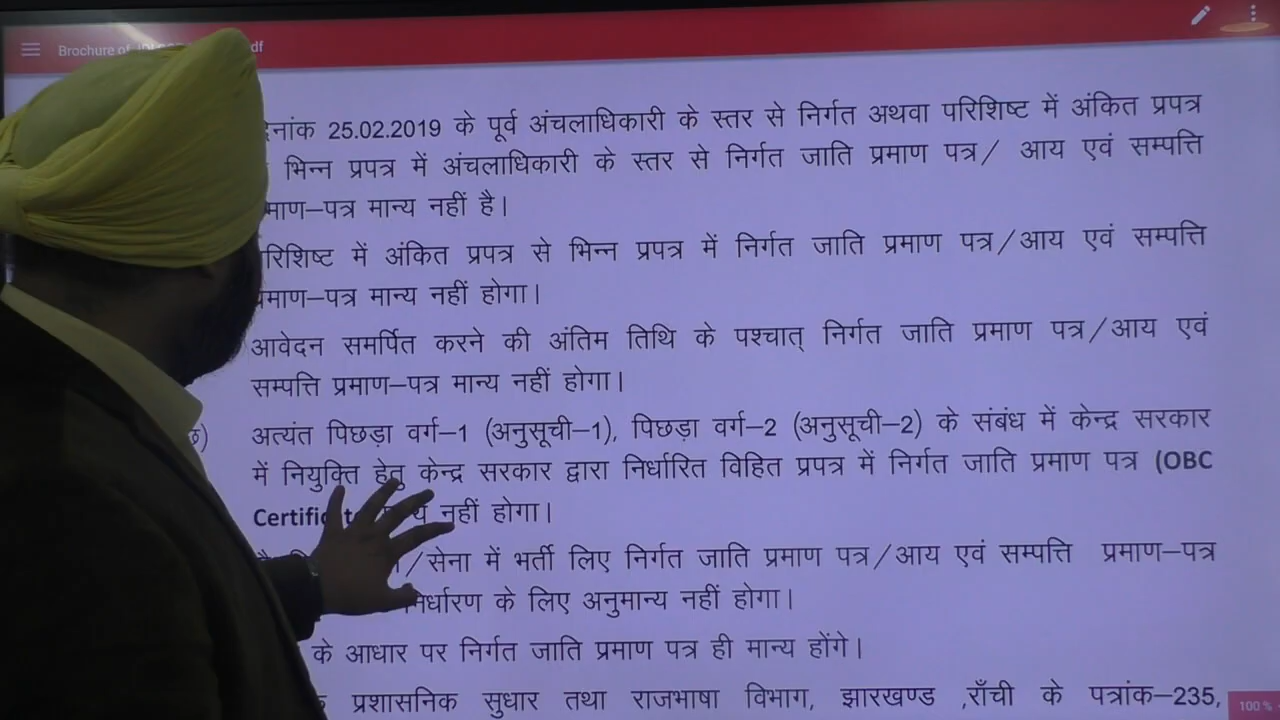 Brochure of
df
25.02.2019 के पूर्व अंचलाधिकारी के स्तर से निर्गत अथवा परिशिष्ट में अंकित प्रपत्र
भिन्न प्रपत्र में अंचलाधिकारी के स्तर से निर्गत जाति प्रमाण पत्र/ आय एवं सम्पत्ति
माण–पत्र मान्य नहीं है।
रिशिष्ट में अंकित प्रपत्र से भिन्न प्रपत्र में निर्गत जाति प्रमाण पत्र/आय एवं सम्पत्ति
माण–पत्र मान्य नहीं होगा।
आवेदन समर्पित करने की अंतिम तिथि के पश्चात् निर्गत जाति प्रमाण पत्र/आय एवं
सम्पत्ति प्रमाण–पत्र मान्य नहीं होगा।
अत्यंत पिछड़ा वर्ग–1 (अनुसूची–1), पिछड़ा वर्ग–2 (अनुसूची–2) के संबंध में केन्द्र सरकार
में नियुक्ति हेतु केन्द्र सरकार द्वारा निर्धारित विहित प्रपत्र में निर्गत जाति प्रमाण पत्र (OBC
नहीं होगा।
/सेना में भर्ती लिए निर्गत जाति प्रमाण पत्र/आय एवं सम्पत्ति प्रमाण–पत्र
निर्धारण के लिए अनुमान्य नहीं होगा।
के आधार पर निर्गत जाति प्रमाण पत्र ही मान्य होंगे।
प्रशासनिक सुधार तथा राजभाषा विभाग, झारखण्ड ,राँची के पत्रांक–235,
100 %